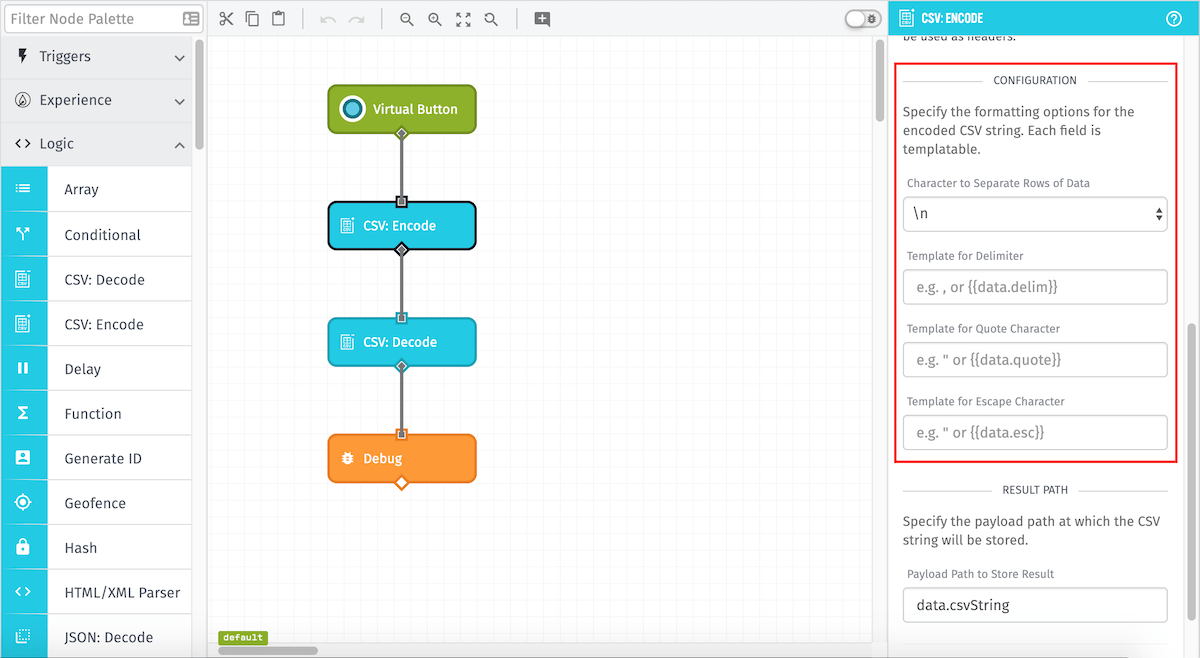 Filter Node Palette
Triggers
Experience
Logic
Array
Conditional
CSV: Decode
CSV: Encode
Delay
Function
Generate ID
Geofence
Hash
HTML/XML Parser
JSON: Decode
Virtual Button
CSV: Encode
CSV: Decode
Debug
default
CSV: ENCODE
be used as headers.
CONFIGURATION
Specify the formatting options for the
encoded CSV string. Each field is
templatable.
Character to Separate Rows of Data
\n
Template for Delimiter
e.g. , or {{data.delim}}
Template for Quote Character
e.g. " or {{data.quote}}
Template for Escape Character
e.g. " or {{data.esc}}
RESULT PATH
Specify the payload path at which the CSV
string will be stored.
Payload Path to Store Result
data.csvString